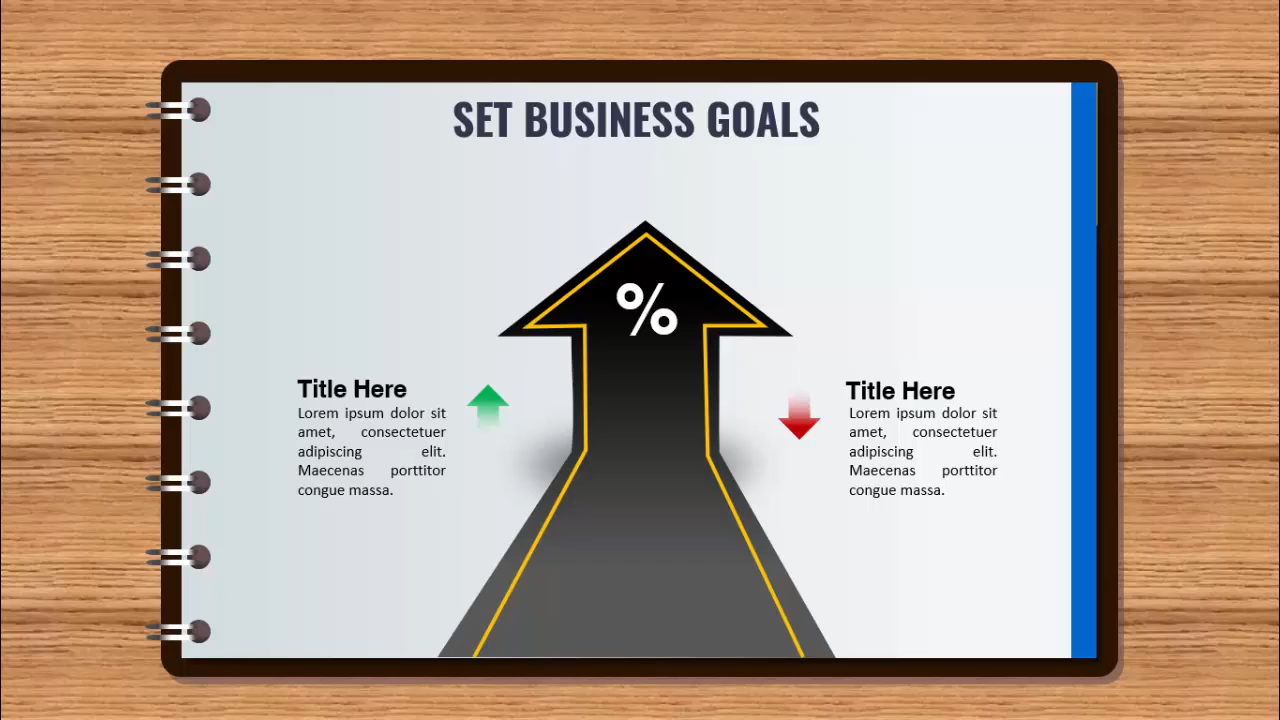 SET BUSINESS GOALS
%
Title Here
Lorem ipsum dolor sit
amet, consectetuer
adipiscing elit.
Maecenas porttitor
congue massa.
Title Here
Lorem ipsum dolor sit
amet, consectetuer
adipiscing elit.
Maecenas porttitor
congue massa.